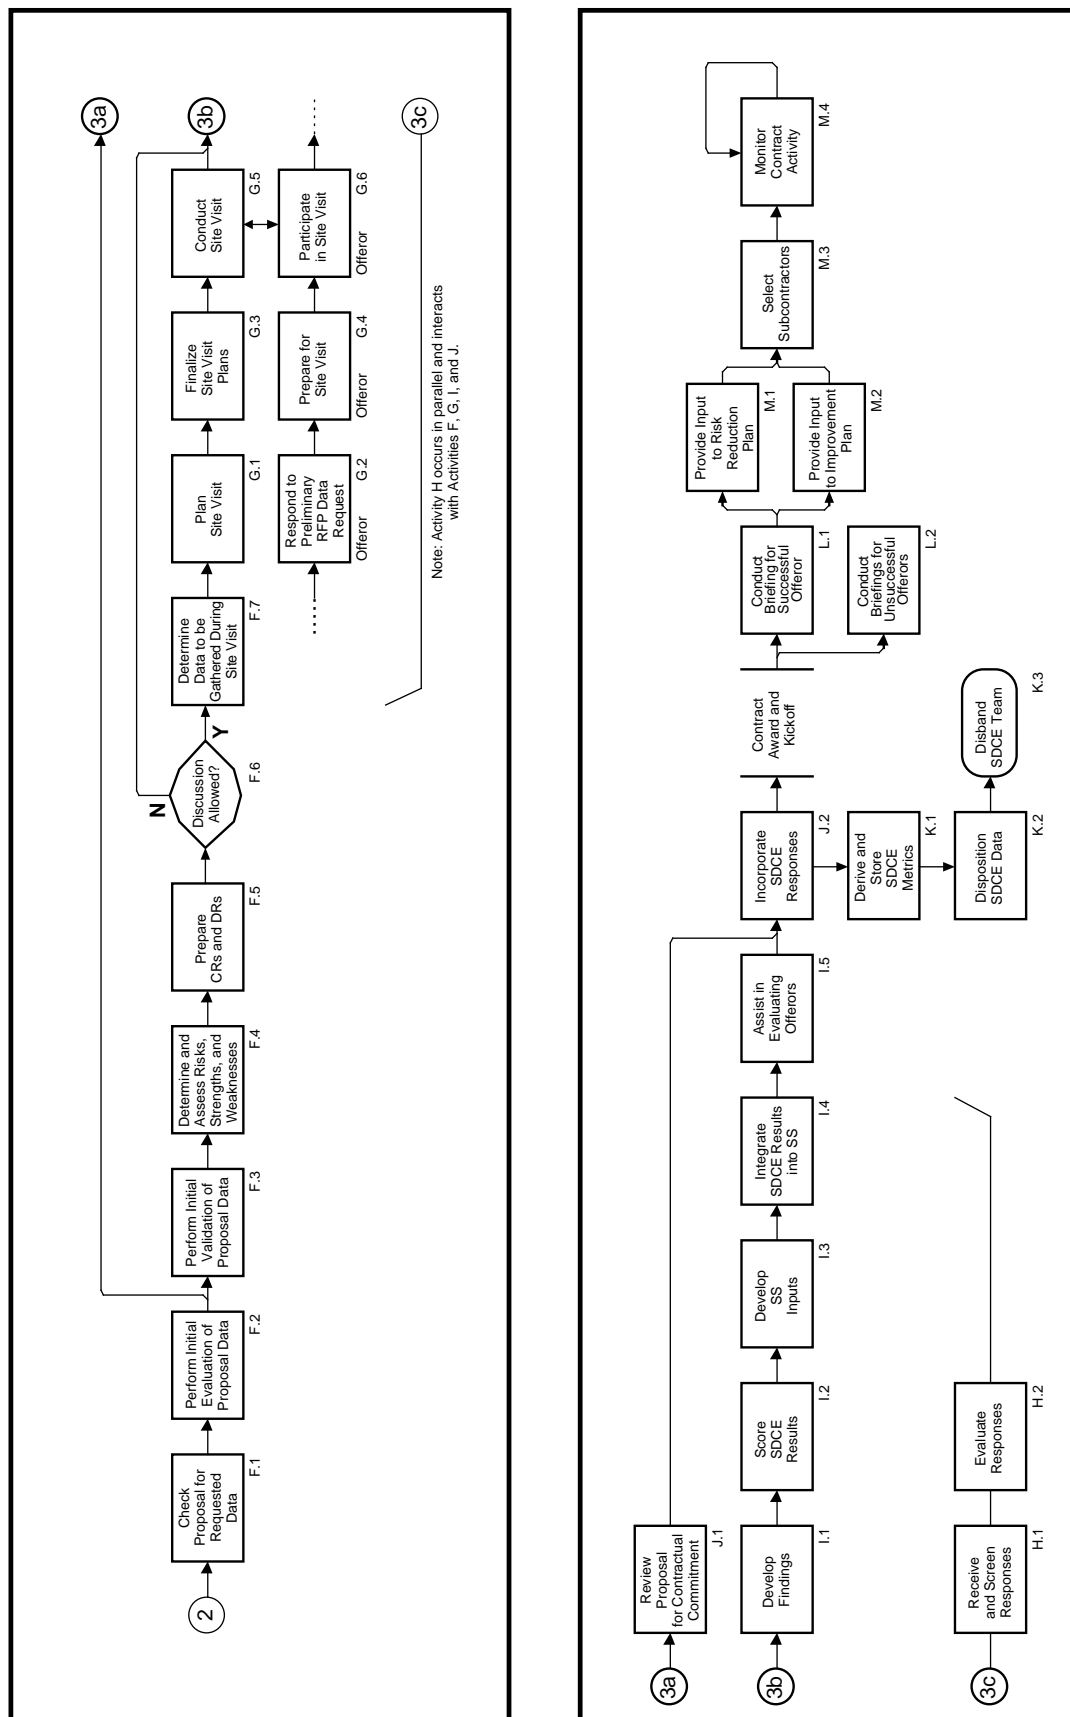 2
Check
Proposal for
Requested
Data
F.1
Perform Initial
Evaluation of
Proposal Data
F.2
Perform Initial
Validation of
Proposal Data
F.3
Determine and
Assess Risks,
Strengths, and
Weaknesses
F.4
Prepare
CRs and DRs
F.5
Discussion
Allowed?
F.6
N
Y
Determine
Data to be
Gathered During
Site Visit
F.7
Plan
Site Visit
G.1
Finalize
Site Visit
Plans
G.3
Conduct
Site Visit
G.5
3a
3b
Respond to
Preliminary
RFP Data
Request
Offeror
G.2
Prepare for
Site Visit
Offeror
G.4
Participate
in Site Visit
Offeror
G.6
3c
Note: Activity H occurs in parallel and interacts
with Activities F, G, I, and J.
3a
Review
Proposal
for Contractual
Commitment
J.1
3b
Develop
Findings
I.1
Score
SDCE
Results
I.2
Develop
SS
Inputs
I.3
Integrate
SDCE Results
into SS
I.4
Assist in
Evaluating
Offerors
I.5
Incorporate
SDCE
Responses
J.2
Contract
Award and
Kickoff
Conduct
Briefing for
Successful
Offeror
L.1
Provide Input
to Risk
Reduction
Plan
M.1
Provide Input
to Improvement
Plan
M.2
Select
Subcontractors
M.3
Monitor
Contract
Activity
M.4
Derive and
Store
SDCE
Metrics
K.1
Conduct
Briefings for
Unsuccessful
Offerors
L.2
Disposition
SDCE Data
K.2
Disband
SDCE Team
K.3
3c
Receive
and Screen
Responses
H.1
Evaluate
Responses
H.2